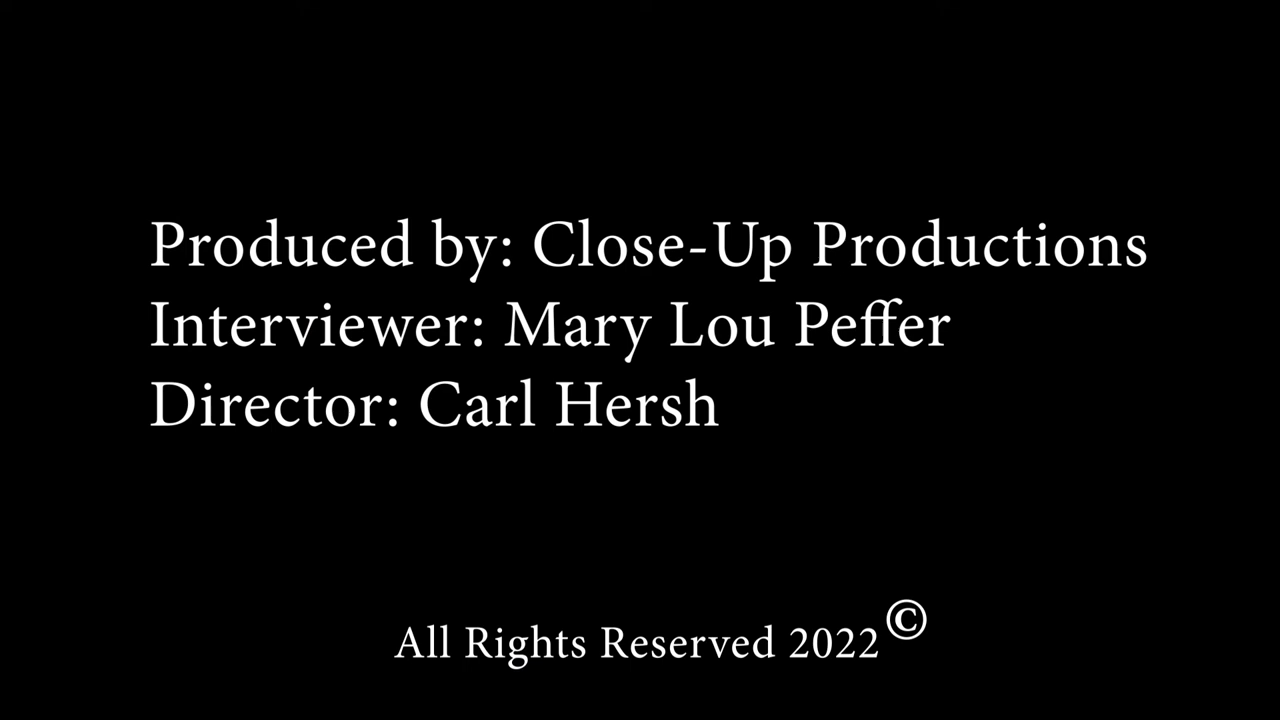 Produced by: Close-Up Productions
Interviewer: Mary Lou Peffer
Director: Carl Hersh
All Rights Reserved 2022©